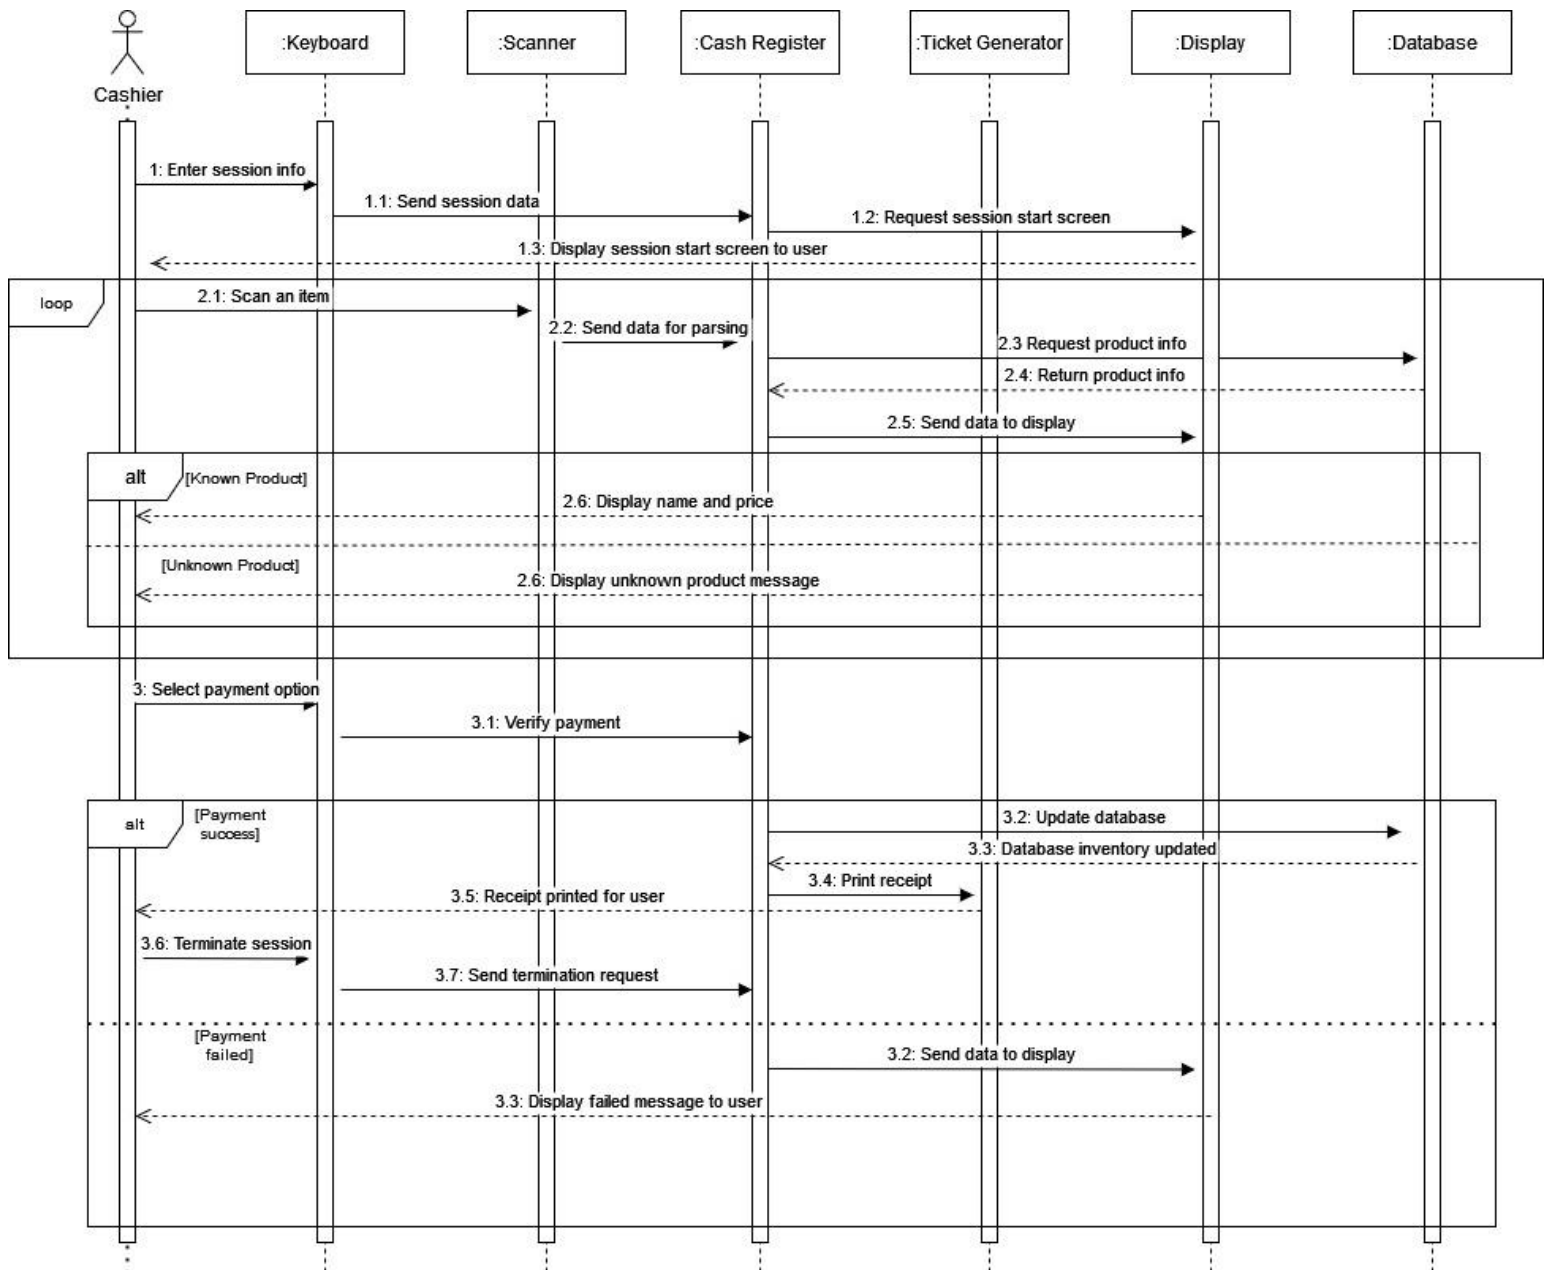 :Keyboard
:Scanner
:Cash Register
:Ticket Generator
:Display
:Database
Cashier
1: Enter session info
1.1: Send session data
1.2: Request session start screen
1.3: Display session start screen to user
loop
2.1: Scan an item
2.2: Send data for parsing
2.3 Request product info
2.4: Return product info
2.5: Send data to display
alt
[Known Product]
2.6: Display name and price
[Unknown Product]
2.6: Display unknown product message
3: Select payment option
3.1: Verify payment
alt
[Payment
success]
3.2: Update database
3.3: Database inventory updated
3.4: Print receipt
3.5: Receipt printed for user
3.6: Terminate session
3.7: Send termination request
[Payment
failed]
3.2: Send data to display
3.3: Display failed message to user